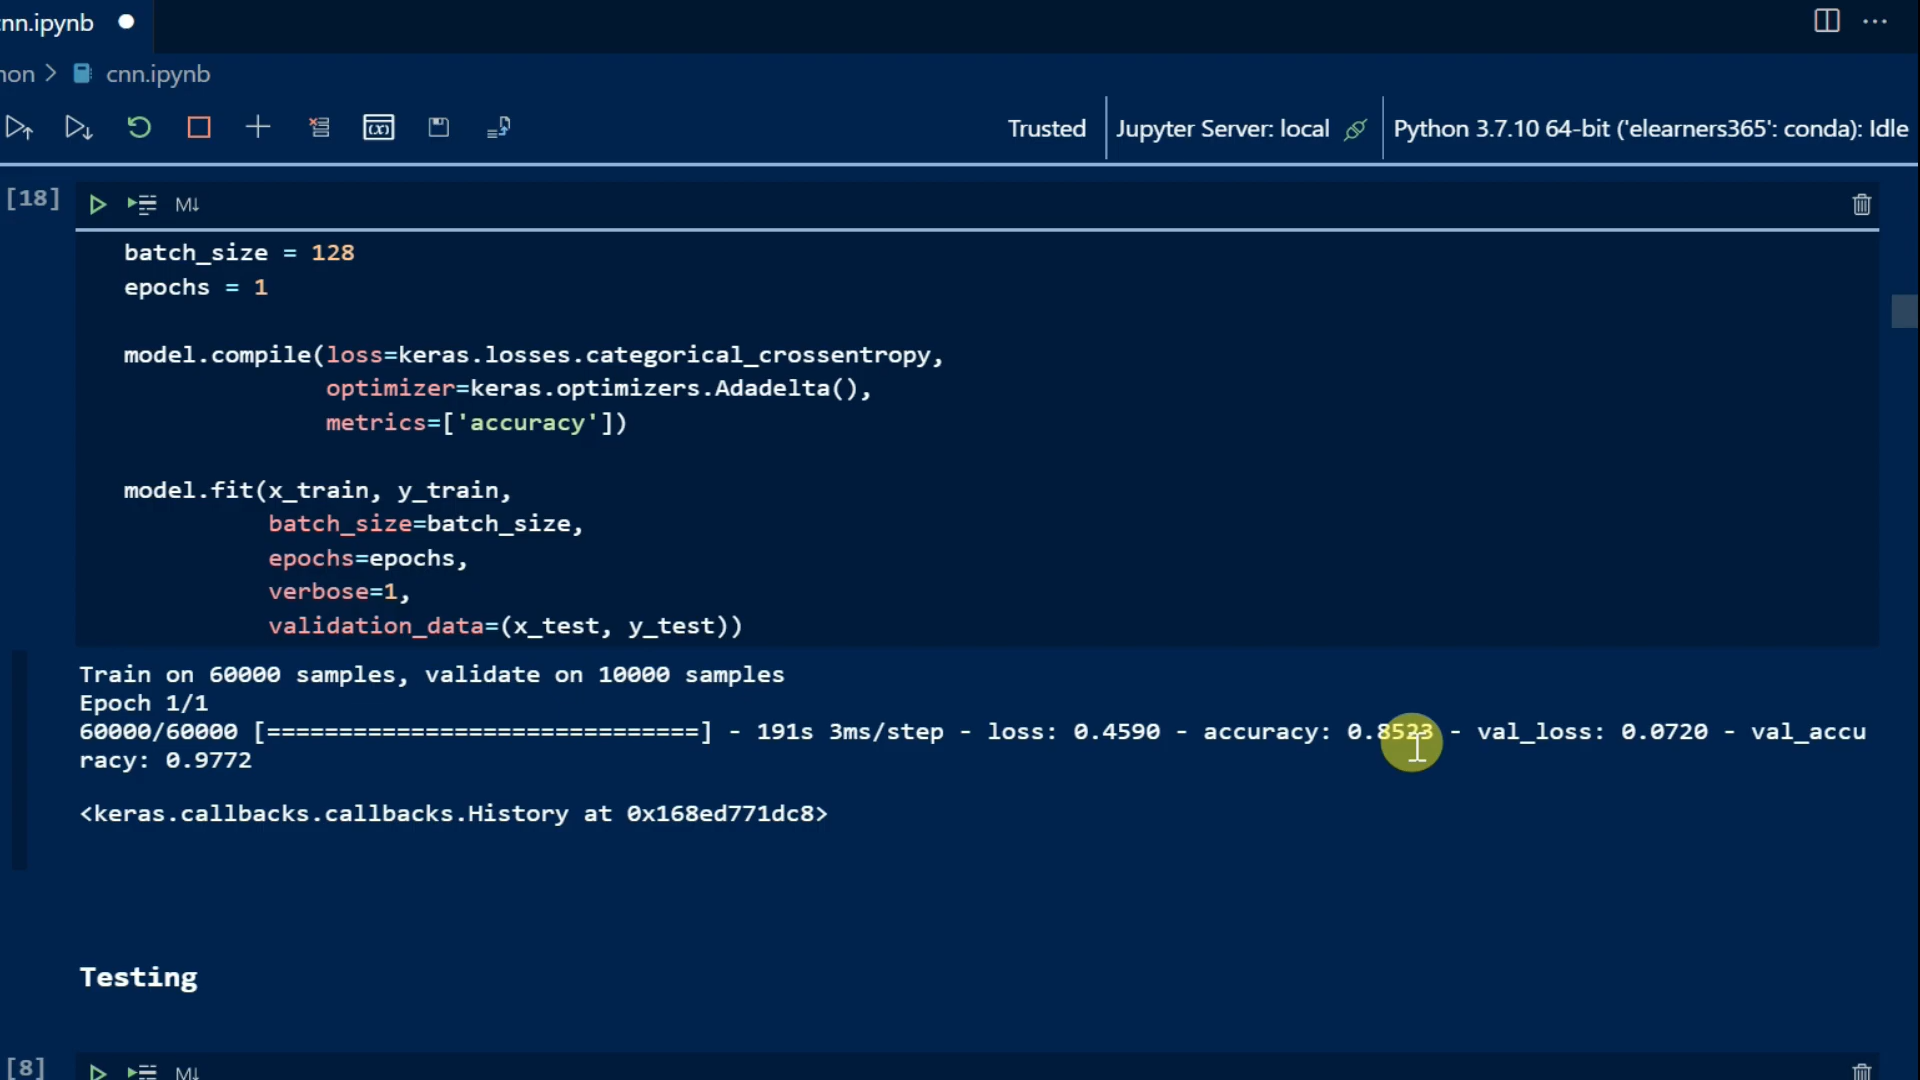 nn.ipynb
non > cnn.ipynb
Trusted Jupyter Server: local Python 3.7.10 64-bit ('elearners365': conda): Idle
[18] M↓
batch_size = 128
epochs = 1
model.compile(loss=keras.losses.categorical_crossentropy,
optimizer=keras.optimizers.Adadelta(),
metrics=['accuracy'])
model.fit(x_train, y_train,
batch_size=batch_size,
epochs=epochs,
verbose=1,
validation_data=(x_test, y_test))
Train on 60000 samples, validate on 10000 samples
Epoch 1/1
60000/60000 [==============================] - 191s 3ms/step - loss: 0.4590 - accuracy: 0.8523 - val_loss: 0.0720 - val_accu
racy: 0.9772
<keras.callbacks.callbacks.History at 0x168ed771dc8>
Testing
[8] M↓